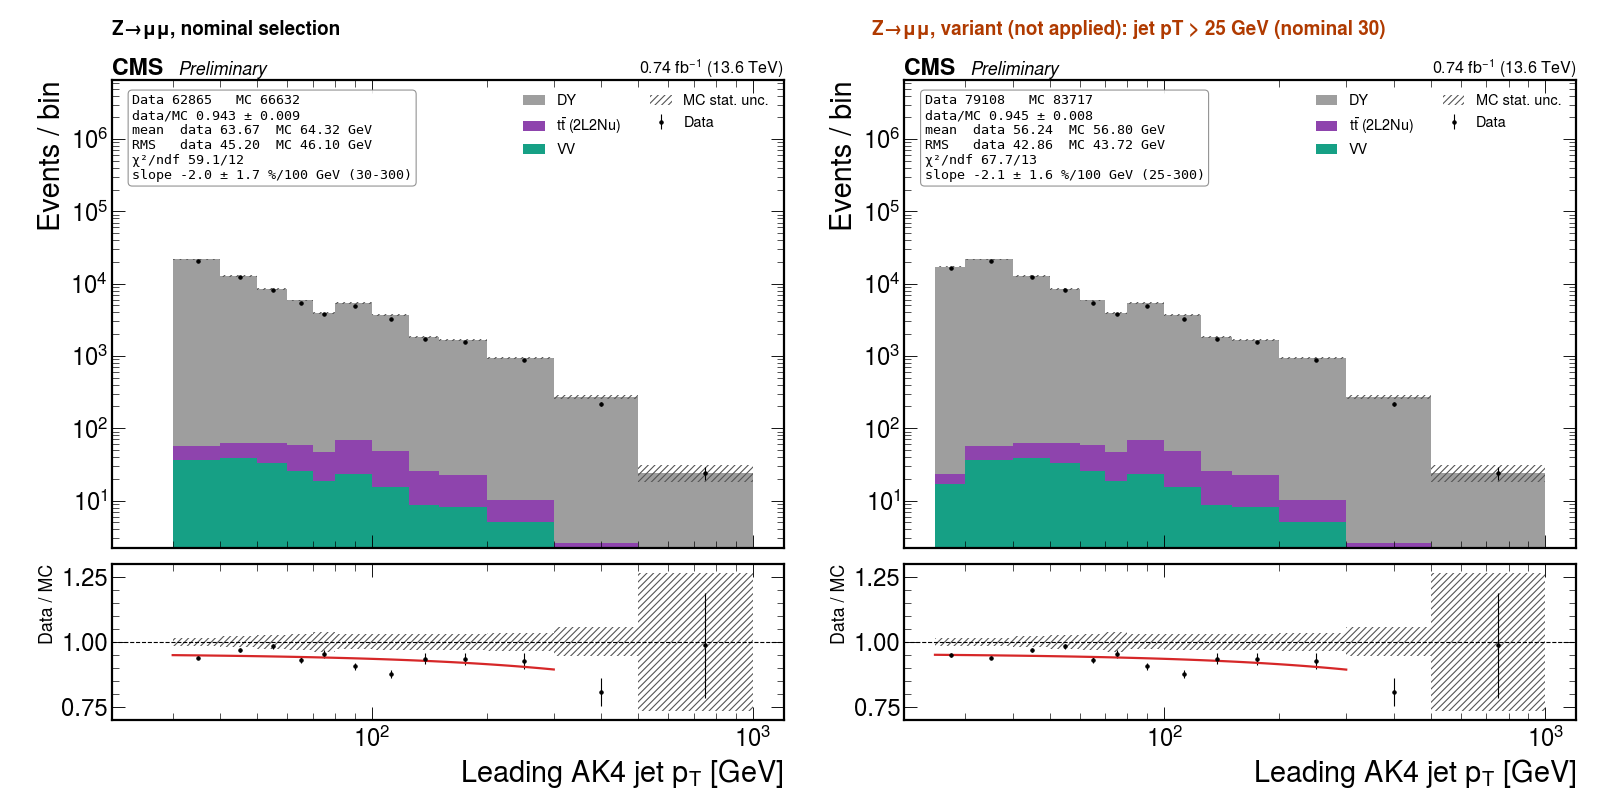 Z→μμ, nominal selection
CMS Preliminary 0.74 fb⁻¹ (13.6 TeV)
Events / bin
10⁶
10⁵
10⁴
10³
10²
10¹
Data 62865 MC 66632
data/MC 0.943 ± 0.009
mean data 63.67 MC 64.32 GeV
RMS data 45.20 MC 46.10 GeV
χ²/ndf 59.1/12
slope -2.0 ± 1.7 %/100 GeV (30-300)
DY
tt̄ (2L2Nu)
VV
MC stat. unc.
Data
Data / MC
1.25
1.00
0.75
10² 10³
Leading AK4 jet p_T [GeV]
Z→μμ, variant (not applied): jet pT > 25 GeV (nominal 30)
CMS Preliminary 0.74 fb⁻¹ (13.6 TeV)
Events / bin
10⁶
10⁵
10⁴
10³
10²
10¹
Data 79108 MC 83717
data/MC 0.945 ± 0.008
mean data 56.24 MC 56.80 GeV
RMS data 42.86 MC 43.72 GeV
χ²/ndf 67.7/13
slope -2.1 ± 1.6 %/100 GeV (25-300)
DY
tt̄ (2L2Nu)
VV
MC stat. unc.
Data
Data / MC
1.25
1.00
0.75
10² 10³
Leading AK4 jet p_T [GeV]